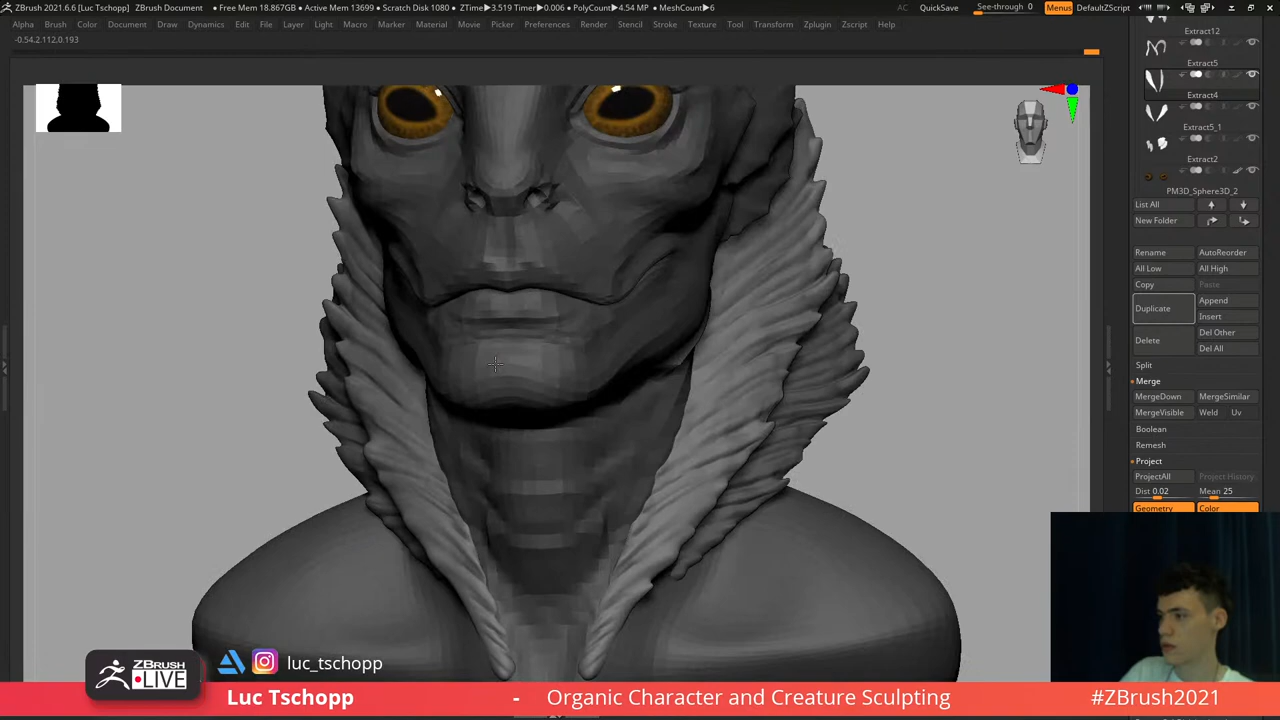 ZBrush 2021.6.6 [Luc Tschopp] ZBrush Document ● Free Mem 18.867GB ● Active Mem 13699 ● Scratch Disk 1080 ● ZTime▶3.519 Timer▶0.006 ● PolyCount▶4.54 MP ● MeshCount▶6 AC QuickSave See-through 0 Menus DefaultZScript
Alpha Brush Color Document Draw Dynamics Edit File Layer Light Macro Marker Material Movie Picker Preferences Render Stencil Stroke Texture Tool Transform Zplugin Zscript Help
-0.54,2.112,0.193
Extract12
Extract5
Extract4
Extract5_1
Extract2
PM3D_Sphere3D_2
List All
New Folder
Rename AutoReorder
All Low All High
Copy Paste
Duplicate Append
Insert
Delete Del Other
Del All
Split
Merge
MergeDown MergeSimilar
MergeVisible Weld Uv
Boolean
Remesh
Project
ProjectAll Project History
Dist 0.02 Mean 25
Geometry Color
ZBRUSH
LIVE
luc_tschopp
Luc Tschopp - Organic Character and Creature Sculpting #ZBrush2021